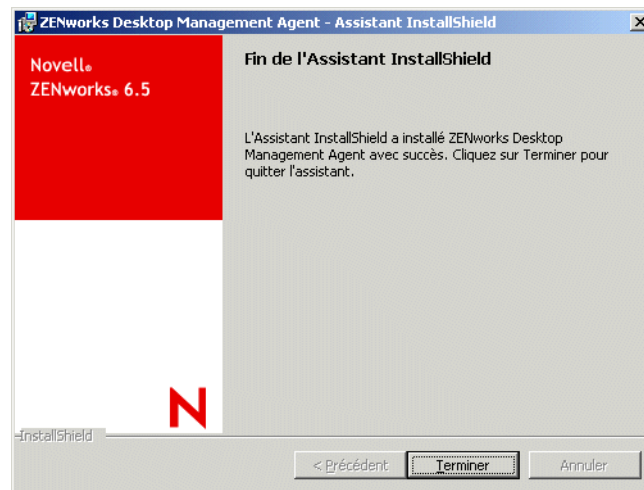 ZENworks Desktop Management Agent - Assistant InstallShield
Novell®
ZENworks® 6.5
Fin de l'Assistant InstallShield
L'Assistant InstallShield a installé ZENworks Desktop
Management Agent avec succès. Cliquez sur Terminer pour
quitter l'assistant.
N
InstallShield
< Précédent
Terminer
Annuler